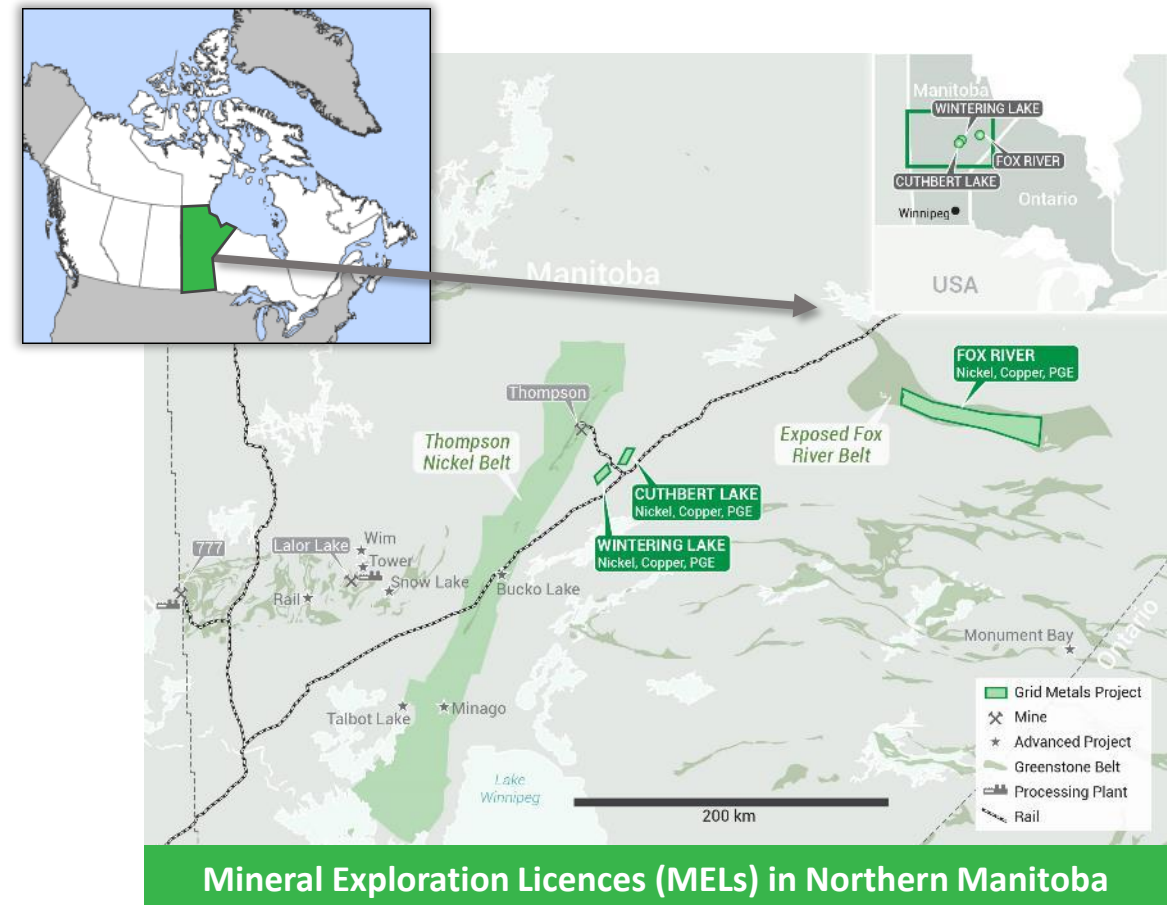 Manitoba
WINTERING LAKE
FOX RIVER
CUTHBERT LAKE
Ontario
Winnipeg
USA
Manitoba
FOX RIVER
Nickel, Copper, PGE
Thompson
Thompson
Nickel Belt
Exposed Fox
River Belt
CUTHBERT LAKE
Nickel, Copper, PGE
WINTERING LAKE
Nickel, Copper, PGE
777
Lalor Lake
Wim
Tower
Snow Lake
Rail
Bucko Lake
Monument Bay
Ontario
Talbot Lake
Minago
Lake
Winnipeg
200 km
Grid Metals Project
Mine
Advanced Project
Greenstone Belt
Processing Plant
Rail
Mineral Exploration Licences (MELs) in Northern Manitoba